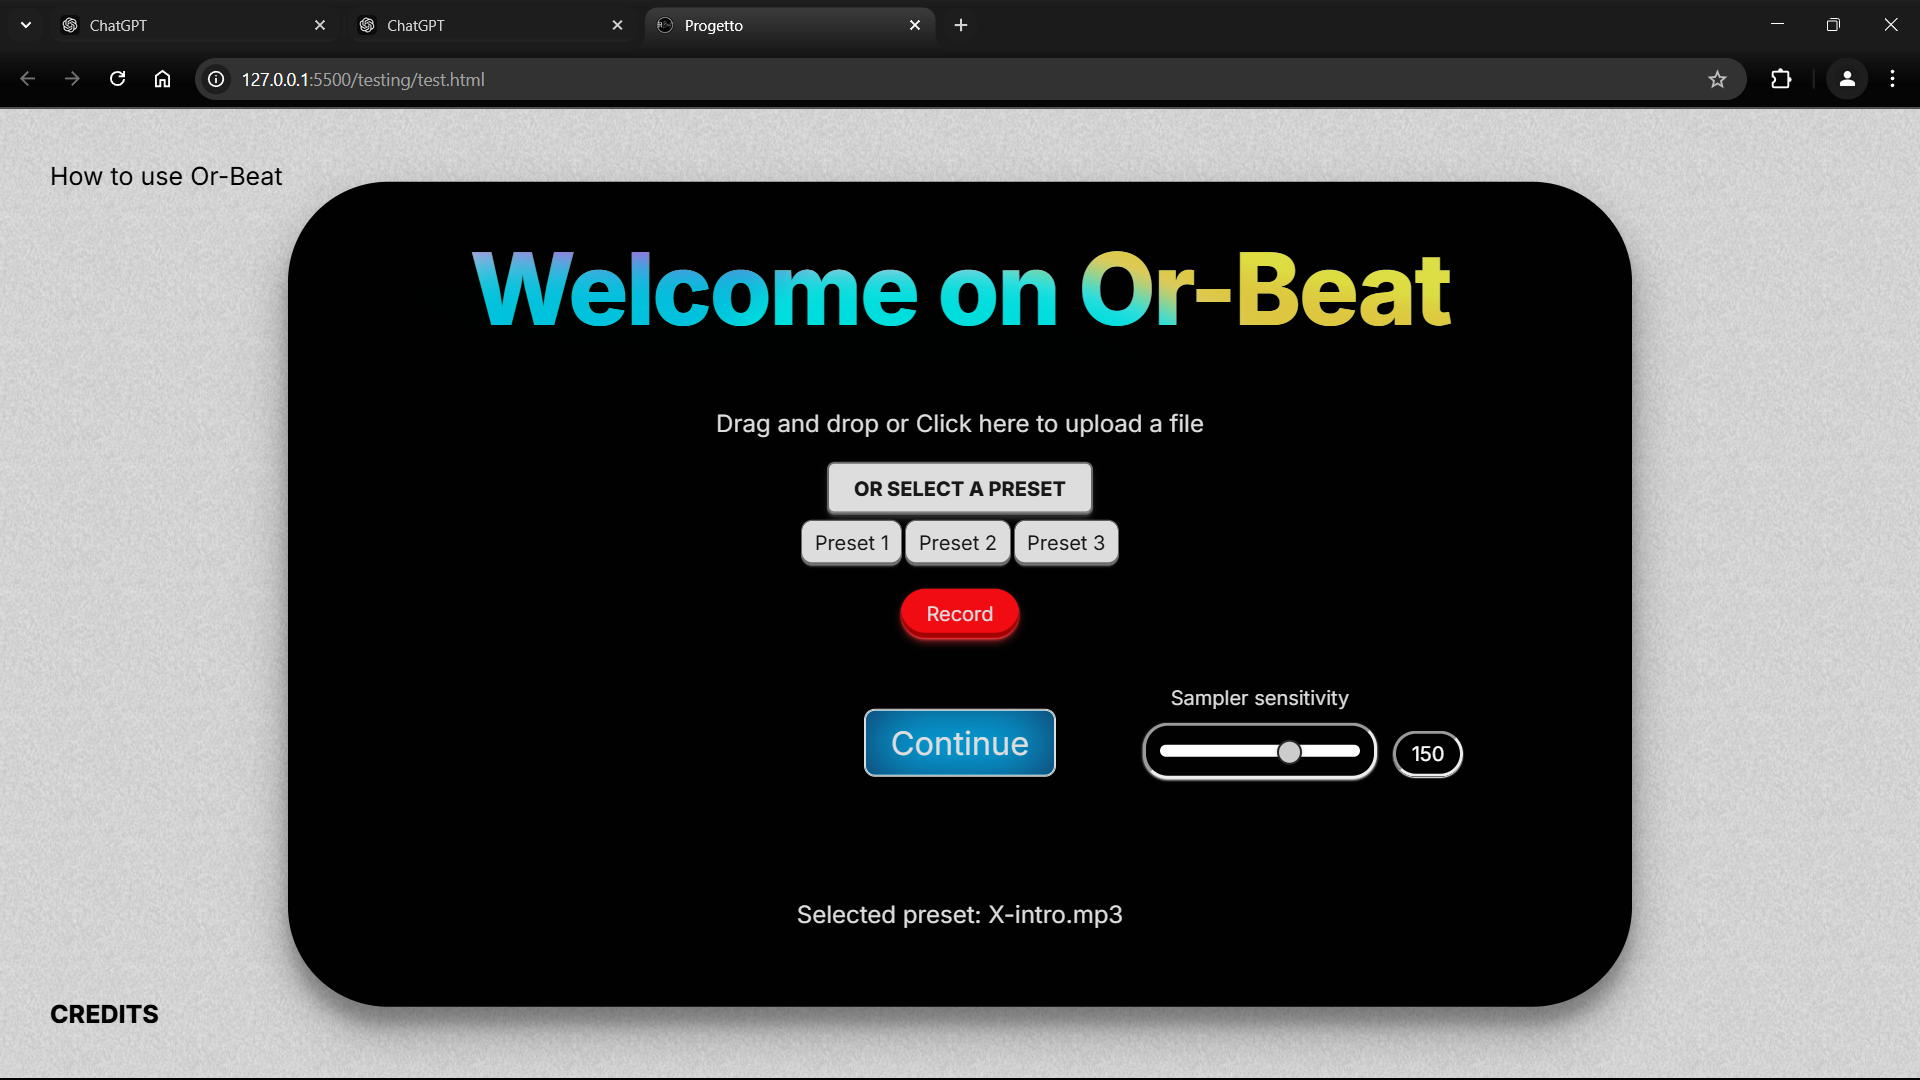 ChatGPT
ChatGPT
Progetto
127.0.0.1:5500/testing/test.html
How to use Or-Beat
Welcome on Or-Beat
Drag and drop or Click here to upload a file
OR SELECT A PRESET
Preset 1 Preset 2 Preset 3
Record
Sampler sensitivity
Continue
150
Selected preset: X-intro.mp3
CREDITS